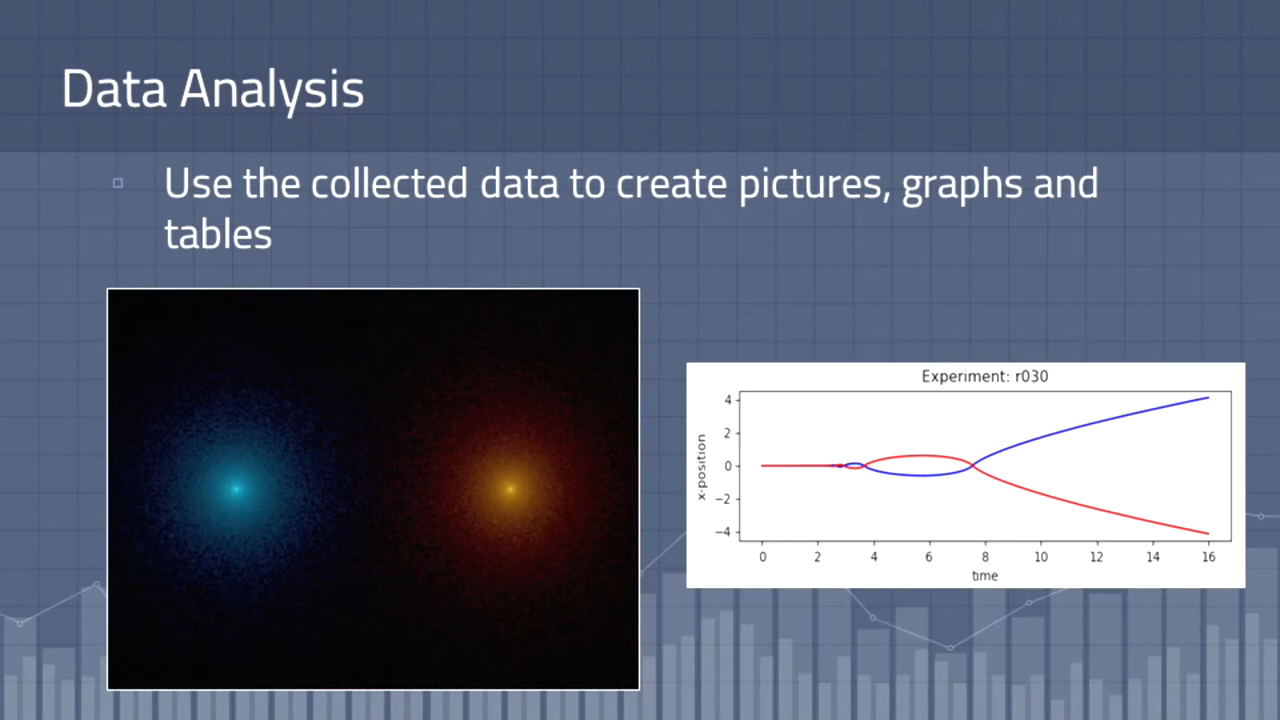 Data Analysis
Use the collected data to create pictures, graphs and
tables
Experiment: r030
x-position
4
2
0
−2
−4
0 2 4 6 8 10 12 14 16
time